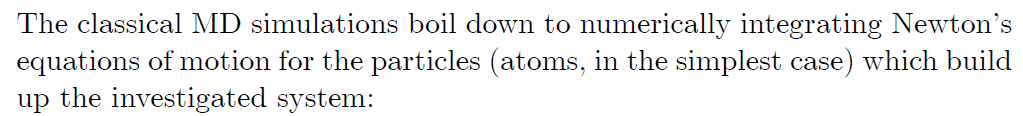 The classical MD simulations boil down to numerically integrating Newton's
equations of motion for the particles (atoms, in the simplest case) which build
up the investigated system: